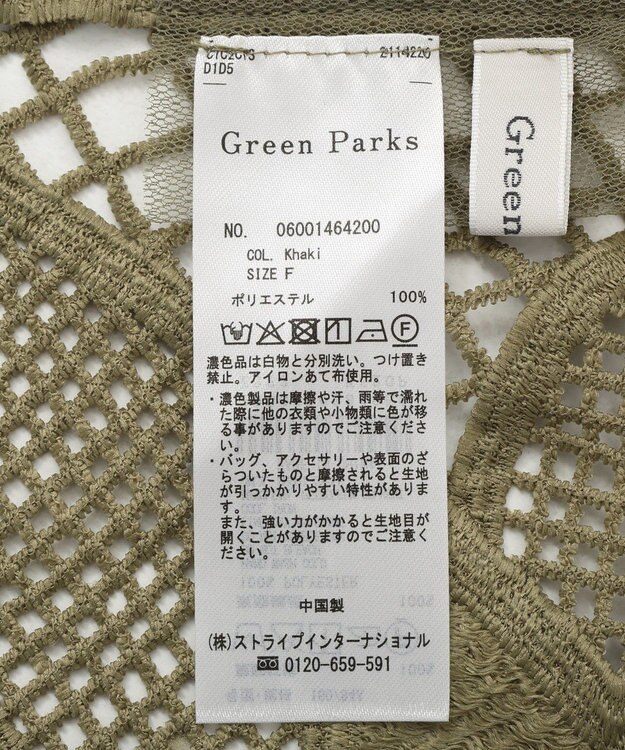 C1C2C3 2114220
D1D5
Green Parks
NO. 06001464200
COL. Khaki
SIZE F
ポリエステル 100%
F
濃色品は白物と分別洗い。つけ置き
禁止。アイロンあて布使用。
・濃色製品は摩擦や汗、雨等で濡れ
た際に他の衣類や小物類に色が移
る事がありますのでご注意くださ
い。
・バッグ、アクセサリーや表面のざ
らついたものと摩擦されると生地
が引っかかりやすい特性がありま
す。
また、強い力がかかると生地目が
開くことがありますのでご注意く
ださい。
中国製
(株)ストライプインターナショナル
0120-659-591
Green